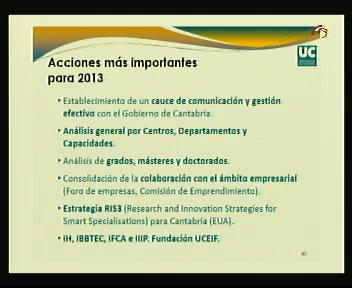 UC
Acciones más importantes
para 2013
• Establecimiento de un cauce de comunicación y gestión
efectiva con el Gobierno de Cantabria.
• Análisis general por Centros, Departamentos y
Capacidades.
• Análisis de grados, másteres y doctorados.
• Consolidación de la colaboración con el ámbito empresarial
(Foro de empresas, Comisión de Emprendimiento).
• Estrategia RIS3 (Research and Innovation Strategies for
Smart Specialisations) para Cantabria (EUA).
• IH, IBBTEC, IFCA e IIIP. Fundación UCEIF.